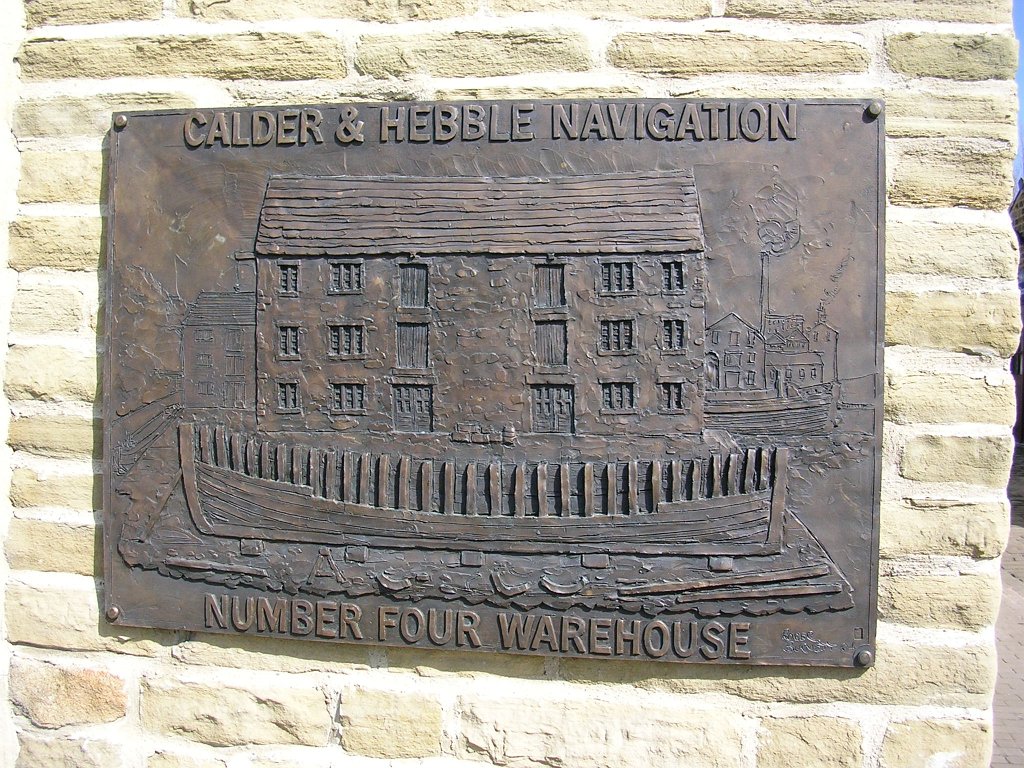 CALDER & HEBBLE NAVIGATION
NUMBER FOUR WAREHOUSE